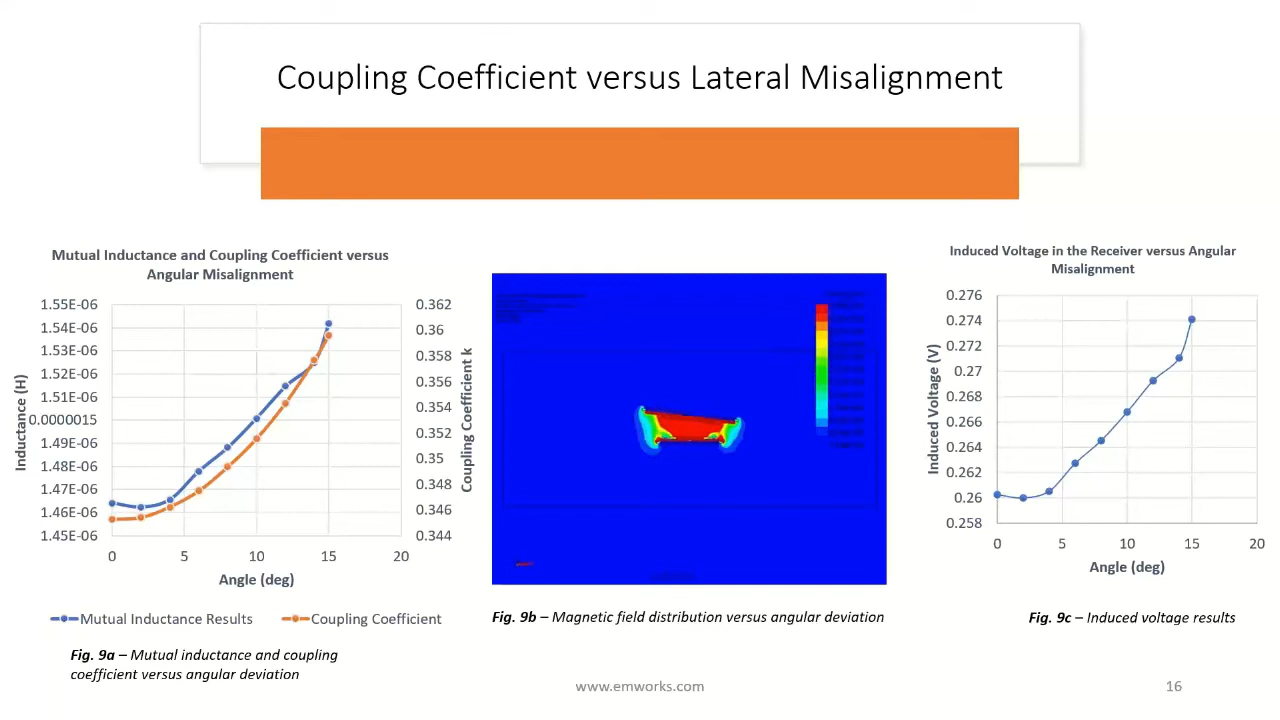 Coupling Coefficient versus Lateral Misalignment
Mutual Inductance and Coupling Coefficient versus
Angular Misalignment
1.55E-06
1.54E-06
1.53E-06
1.52E-06
1.51E-06
0.0000015
1.49E-06
1.48E-06
1.47E-06
1.46E-06
1.45E-06
Inductance (H)
0.362
0.36
0.358
0.356
0.354
0.352
0.35
0.348
0.346
0.344
Coupling Coefficient k
0 5 10 15 20
Angle (deg)
Mutual Inductance Results Coupling Coefficient
Fig. 9a – Mutual inductance and coupling
coefficient versus angular deviation
Fig. 9b – Magnetic field distribution versus angular deviation
Induced Voltage in the Receiver versus Angular
Misalignment
0.276
0.274
0.272
0.27
0.268
0.266
0.264
0.262
0.26
0.258
Induced Voltage (V)
0 5 10 15 20
Angle (deg)
Fig. 9c – Induced voltage results
www.emworks.com
16